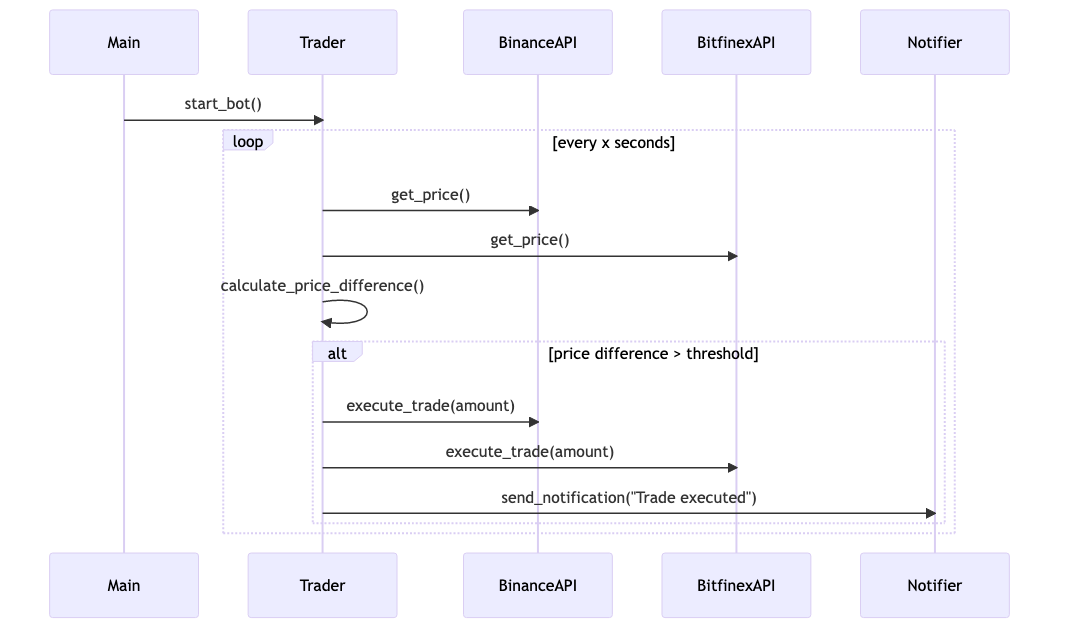 Main
Trader
BinanceAPI
BitfinexAPI
Notifier
start_bot()
loop
[every x seconds]
get_price()
get_price()
calculate_price_difference()
alt
[price difference > threshold]
execute_trade(amount)
execute_trade(amount)
send_notification("Trade executed")
Main
Trader
BinanceAPI
BitfinexAPI
Notifier